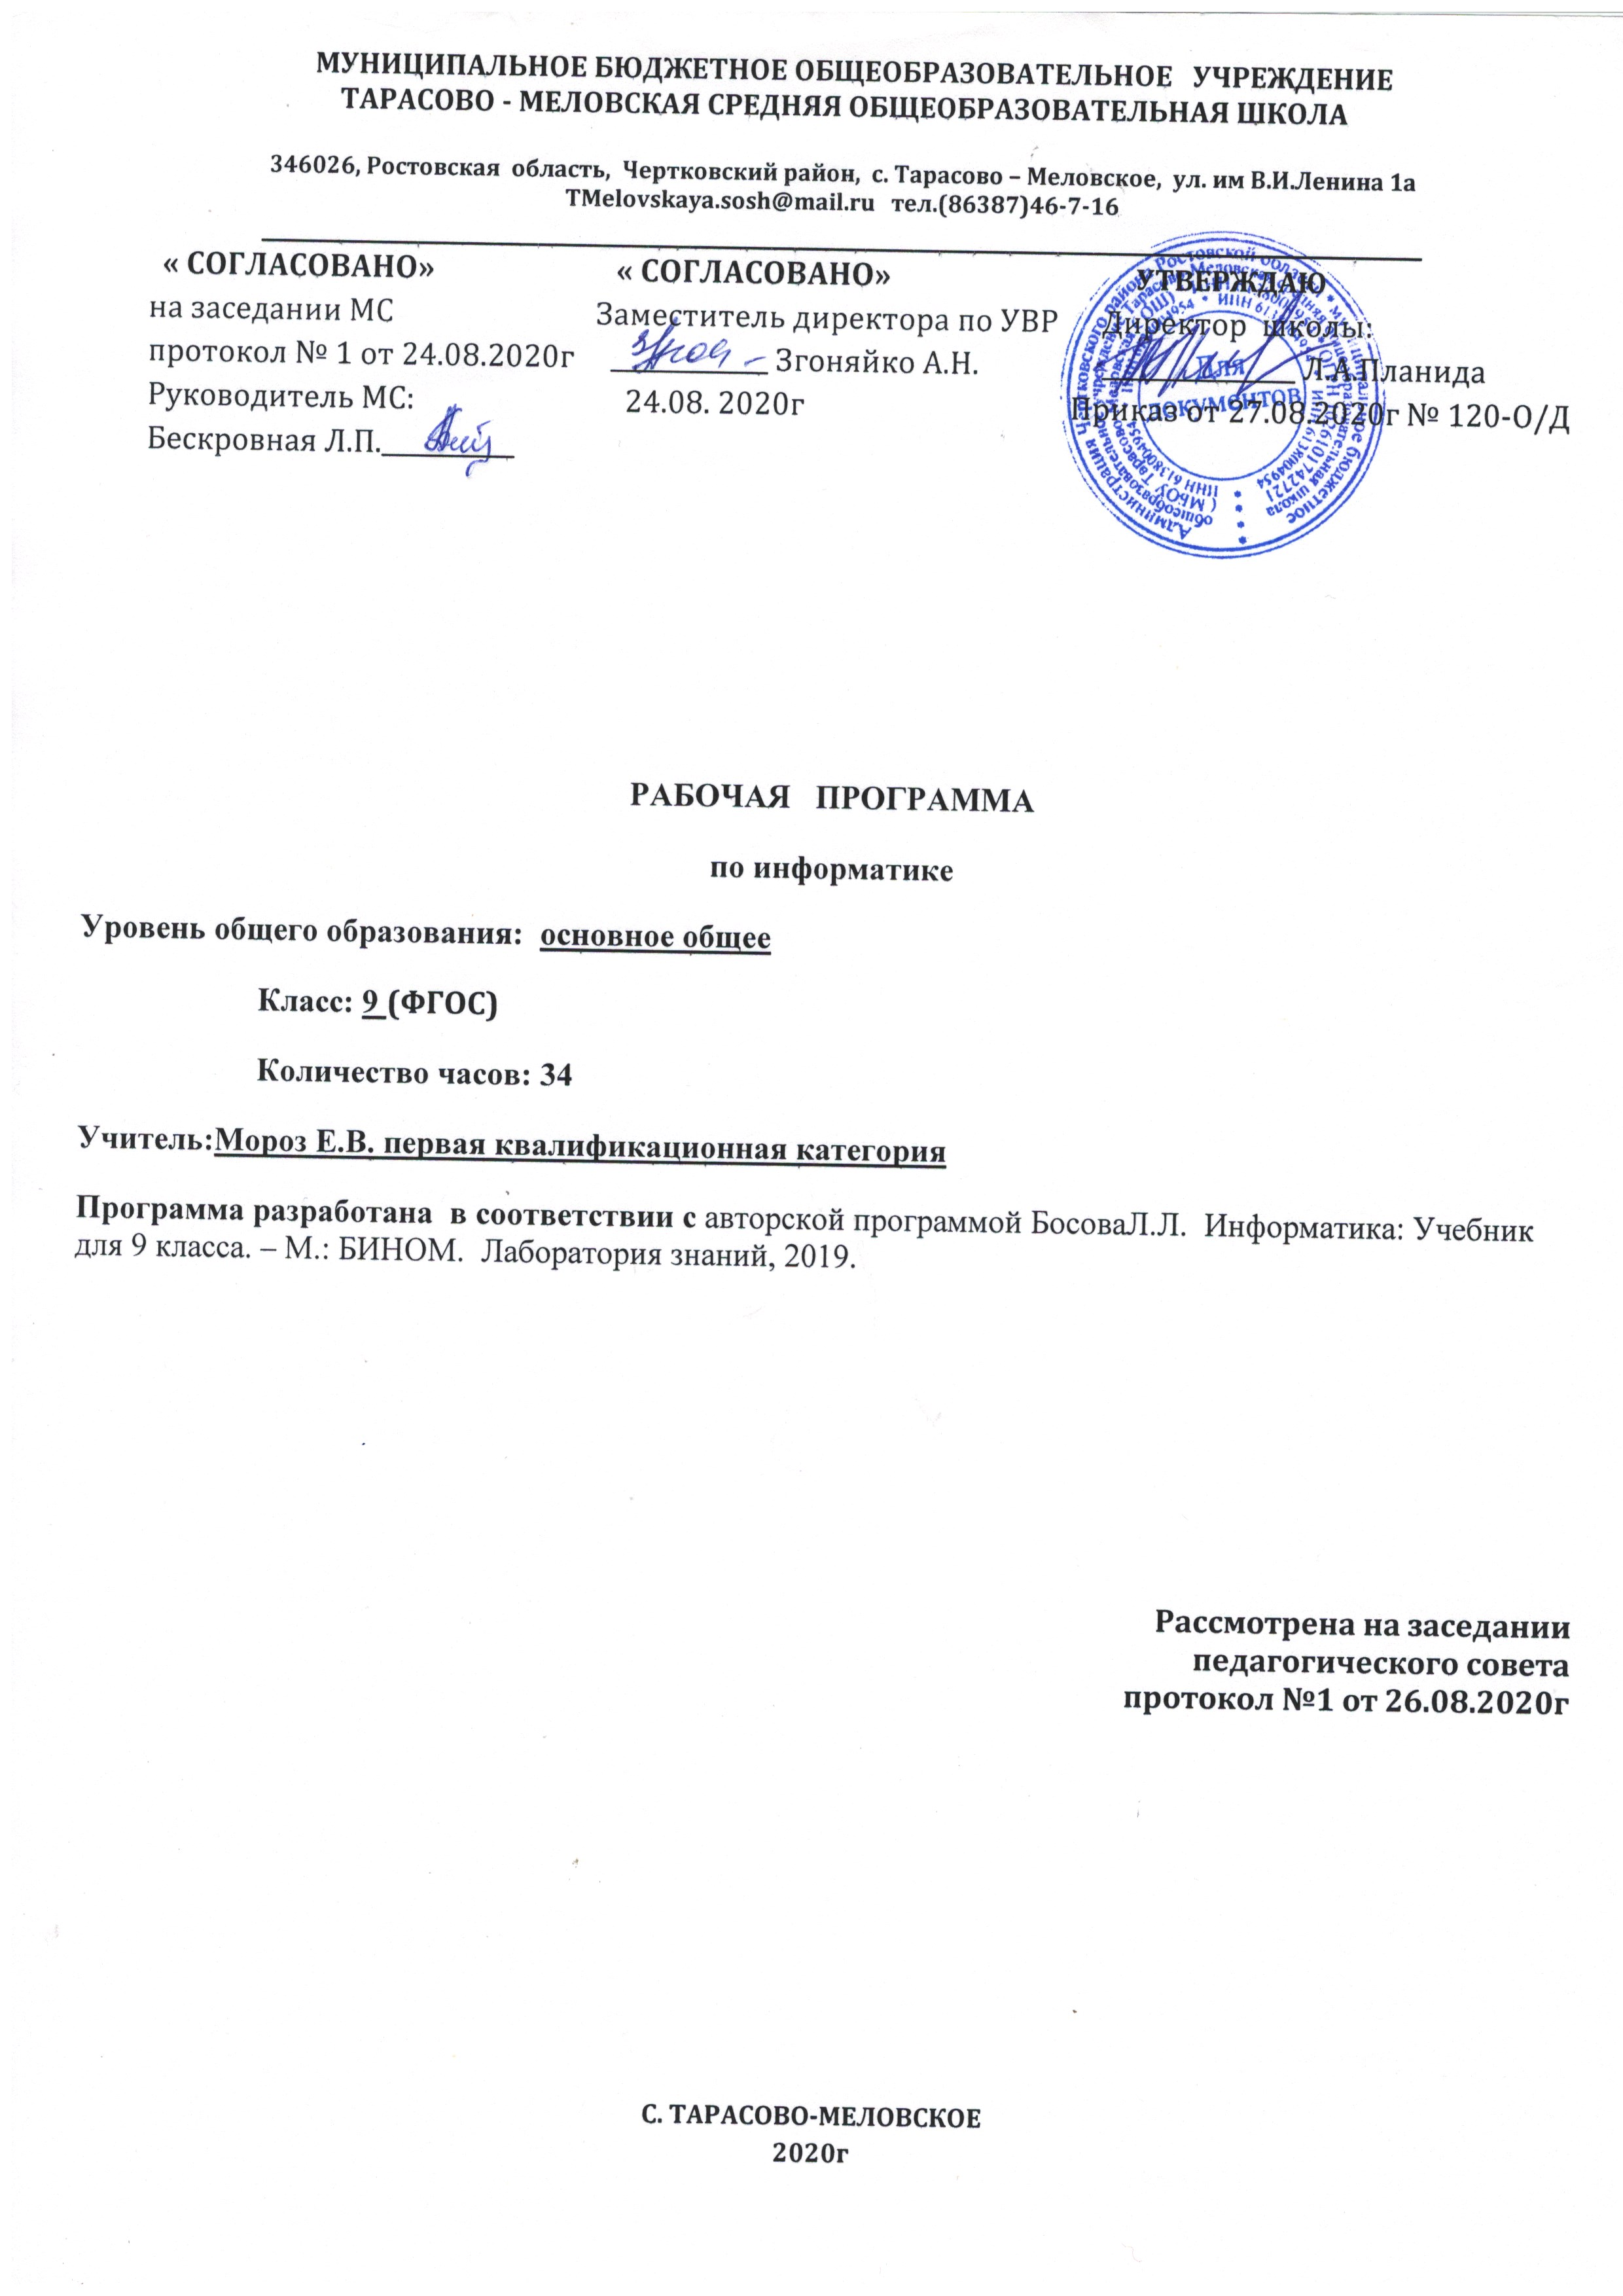 МУНИЦИПАЛЬНОЕ БЮДЖЕТНОЕ ОБЩЕОБРАЗОВАТЕЛЬНОЕ УЧРЕЖДЕНИЕ
ТАРАСОВО - МЕЛОВСКАЯ СРЕДНЯЯ ОБЩЕОБРАЗОВАТЕЛЬНАЯ ШКОЛА
346026, Ростовская область, Чертковский район, с. Тарасово – Меловское, ул. им В.И.Ленина 1а
TMelovskaya.sosh@mail.ru тел.(86387)46-7-16
« СОГЛАСОВАНО»
на заседании МС
протокол № 1 от 24.08.2020г
Руководитель МС:
Бескровная Л.П.
« СОГЛАСОВАНО»
Заместитель директора по УВР
Згоняйко А.Н.
24.08. 2020г
УТВЕРЖДАЮ
Директор школы:
Л.А.Планида
Приказ от 27.08.2020г № 120-О/Д
Для
документов
РАБОЧАЯ ПРОГРАММА
по информатике
Уровень общего образования: основное общее
Класс: 9 (ФГОС)
Количество часов: 34
Учитель:Мороз Е.В. первая квалификационная категория
Программа разработана в соответствии с авторской программой БосоваЛ.Л. Информатика: Учебник
для 9 класса. – М.: БИНОМ. Лаборатория знаний, 2019.
Рассмотрена на заседании
педагогического совета
протокол №1 от 26.08.2020г
С. ТАРАСОВО-МЕЛОВСКОЕ
2020г